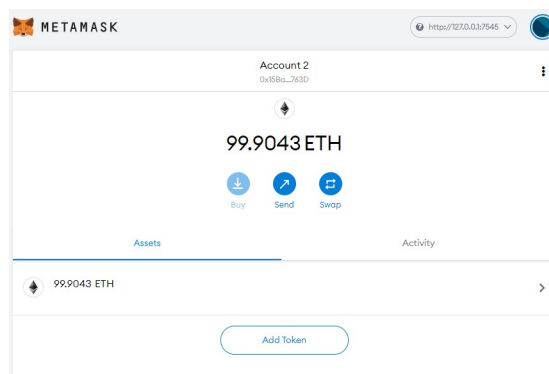 METAMASK
http://127.0.0.1:7545
Account 2
0x15Ba...763D
99.9043 ETH
Buy Send Swap
Assets Activity
99.9043 ETH
Add Token